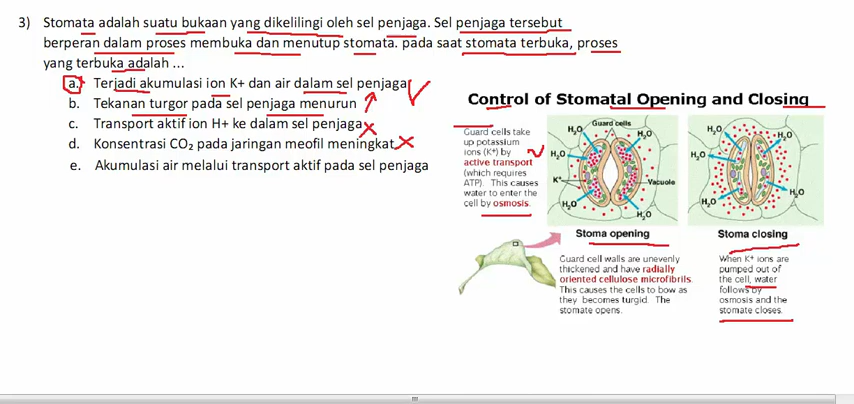 3) Stomata adalah suatu bukaan yang dikelilingi oleh sel penjaga. Sel penjaga tersebut
berperan dalam proses membuka dan menutup stomata. pada saat stomata terbuka, proses
yang terbuka adalah ...
a. Terjadi akumulasi ion K+ dan air dalam sel penjaga
b. Tekanan turgor pada sel penjaga menurun
c. Transport aktif ion H+ ke dalam sel penjaga
d. Konsentrasi CO₂ pada jaringan meofil meningkat
e. Akumulasi air melalui transport aktif pada sel penjaga
Control of Stomatal Opening and Closing
Guard cells take
up potassium
ions (K⁺) by
active transport
(which requires
ATP). This causes
water to enter the
cell by osmosis.
Guard cells
H₂O
H₂O
H₂O
K⁺
Vacuole
H₂O
H₂O
Stoma opening
H₂O
H₂O
H₂O
H₂O
H₂O
Stoma closing
Guard cell walls are unevenly
thickened and have radially
oriented cellulose microfibrils.
This causes the cells to bow as
they becomes turgid. The
stomate opens.
When K⁺ ions are
pumped out of
the cell, water
follows by
osmosis and the
stomate closes.